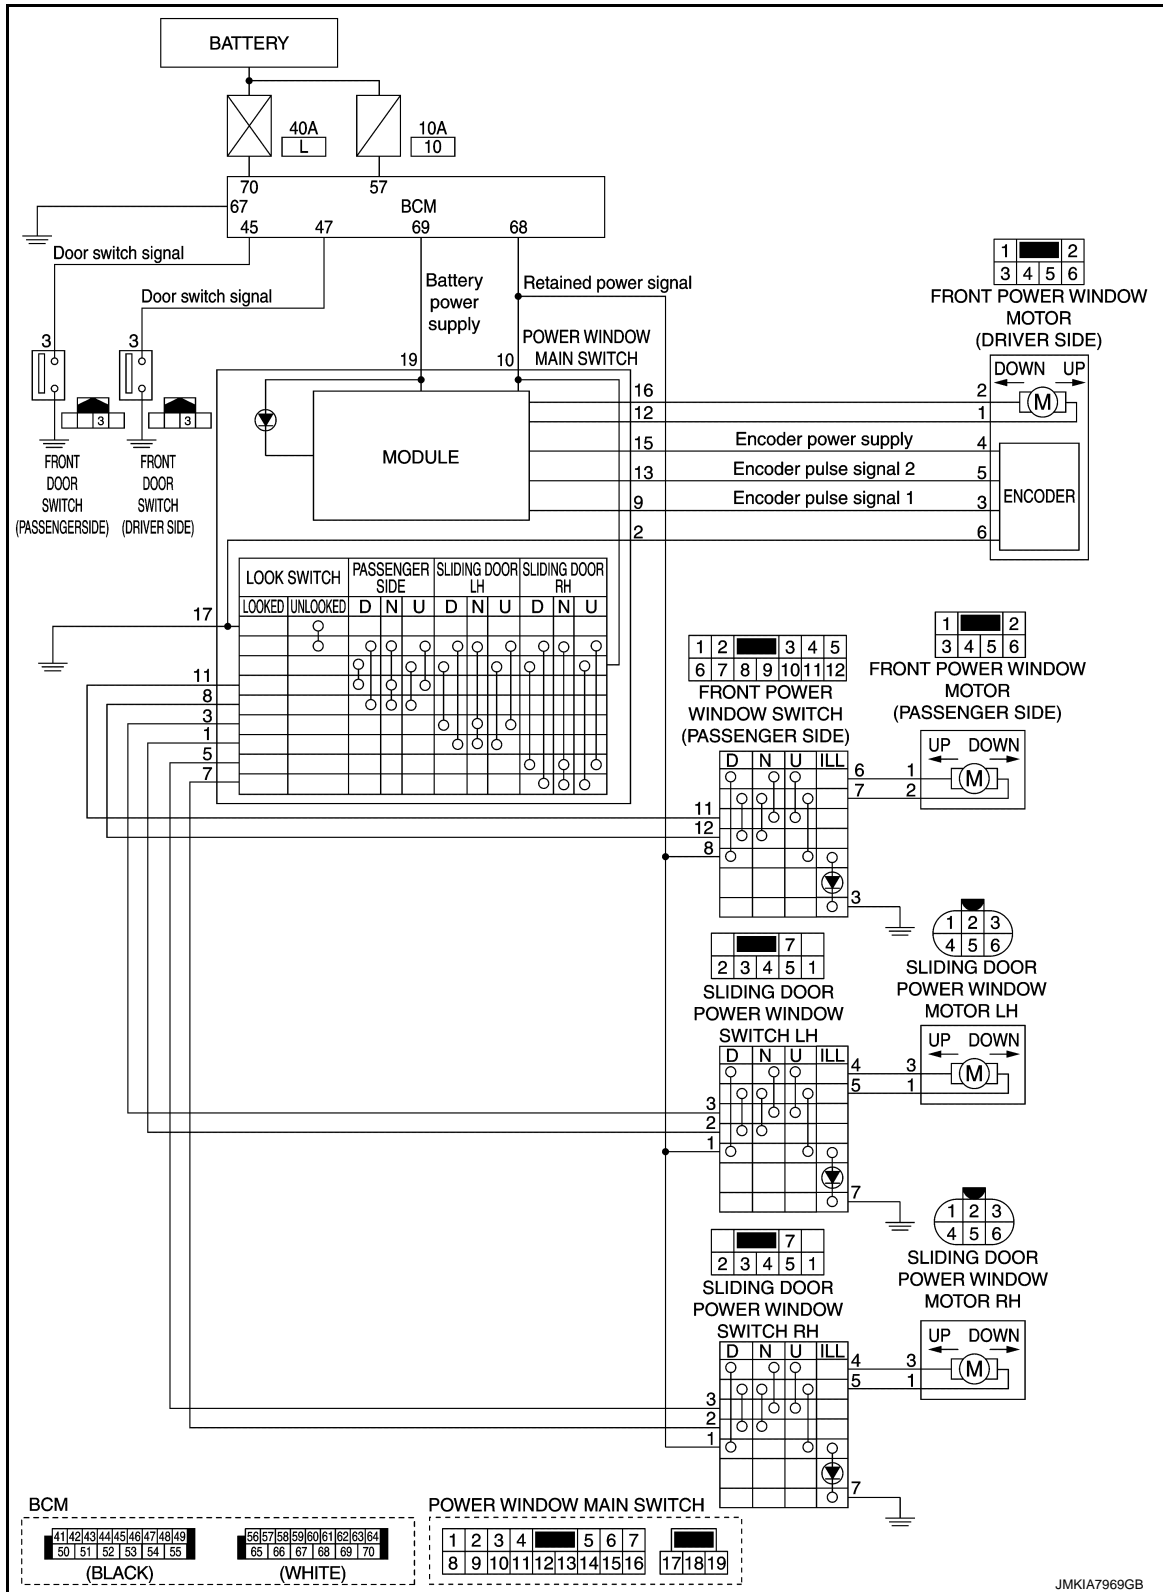 BATTERY
40A
L
10A
10
70
57
67
BCM
45
47
69
68
Door switch signal
Door switch signal
Battery
power
supply
Retained power signal
1 2
3 4 5 6
FRONT POWER WINDOW
MOTOR
(DRIVER SIDE)
3
3
3
3
FRONT
DOOR
SWITCH
(PASSENGERSIDE)
FRONT
DOOR
SWITCH
(DRIVER SIDE)
19
10
POWER WINDOW
MAIN SWITCH
MODULE
16
12
15
13
9
2
Encoder power supply
Encoder pulse signal 2
Encoder pulse signal 1
2
1
4
5
3
6
DOWN UP
M
ENCODER
LOOK SWITCH
PASSENGER
SIDE
SLIDING DOOR
LH
SLIDING DOOR
RH
LOOKED UNLOOKED D N U D N U D N U
17
11
8
3
1
5
7
1 2 3 4 5
6 7 8 9 10 11 12
FRONT POWER
WINDOW SWITCH
(PASSENGER SIDE)
1 2
3 4 5 6
FRONT POWER WINDOW
MOTOR
(PASSENGER SIDE)
D N U ILL
11
12
8
6
7
3
1
2
UP DOWN
M
7
2 3 4 5 1
SLIDING DOOR
POWER WINDOW
SWITCH LH
1 2 3
4 5 6
SLIDING DOOR
POWER WINDOW
MOTOR LH
D N U ILL
3
2
1
4
5
7
3
1
UP DOWN
M
7
2 3 4 5 1
SLIDING DOOR
POWER WINDOW
SWITCH RH
1 2 3
4 5 6
SLIDING DOOR
POWER WINDOW
MOTOR RH
D N U ILL
3
2
1
4
5
7
3
1
UP DOWN
M
BCM
41 42 43 44 45 46 47 48 49
50 51 52 53 54 55
(BLACK)
56 57 58 59 60 61 62 63 64
65 66 67 68 69 70
(WHITE)
POWER WINDOW MAIN SWITCH
1 2 3 4 5 6 7
8 9 10 11 12 13 14 15 16
17 18 19
JMKIA7969GB